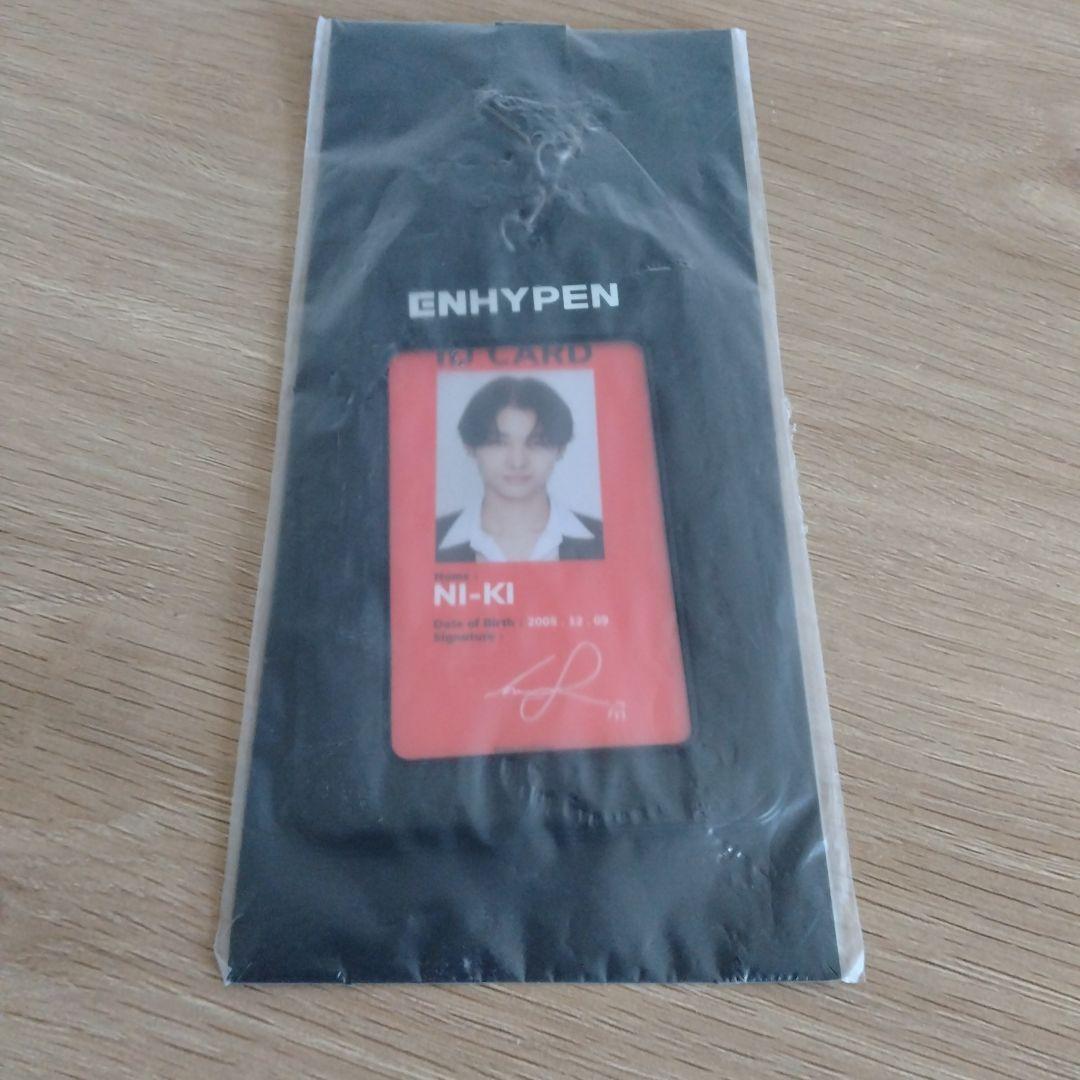 ENHYPEN
ID CARD
Name :
NI-KI
Date of Birth : 2005 . 12 . 09
Signature :